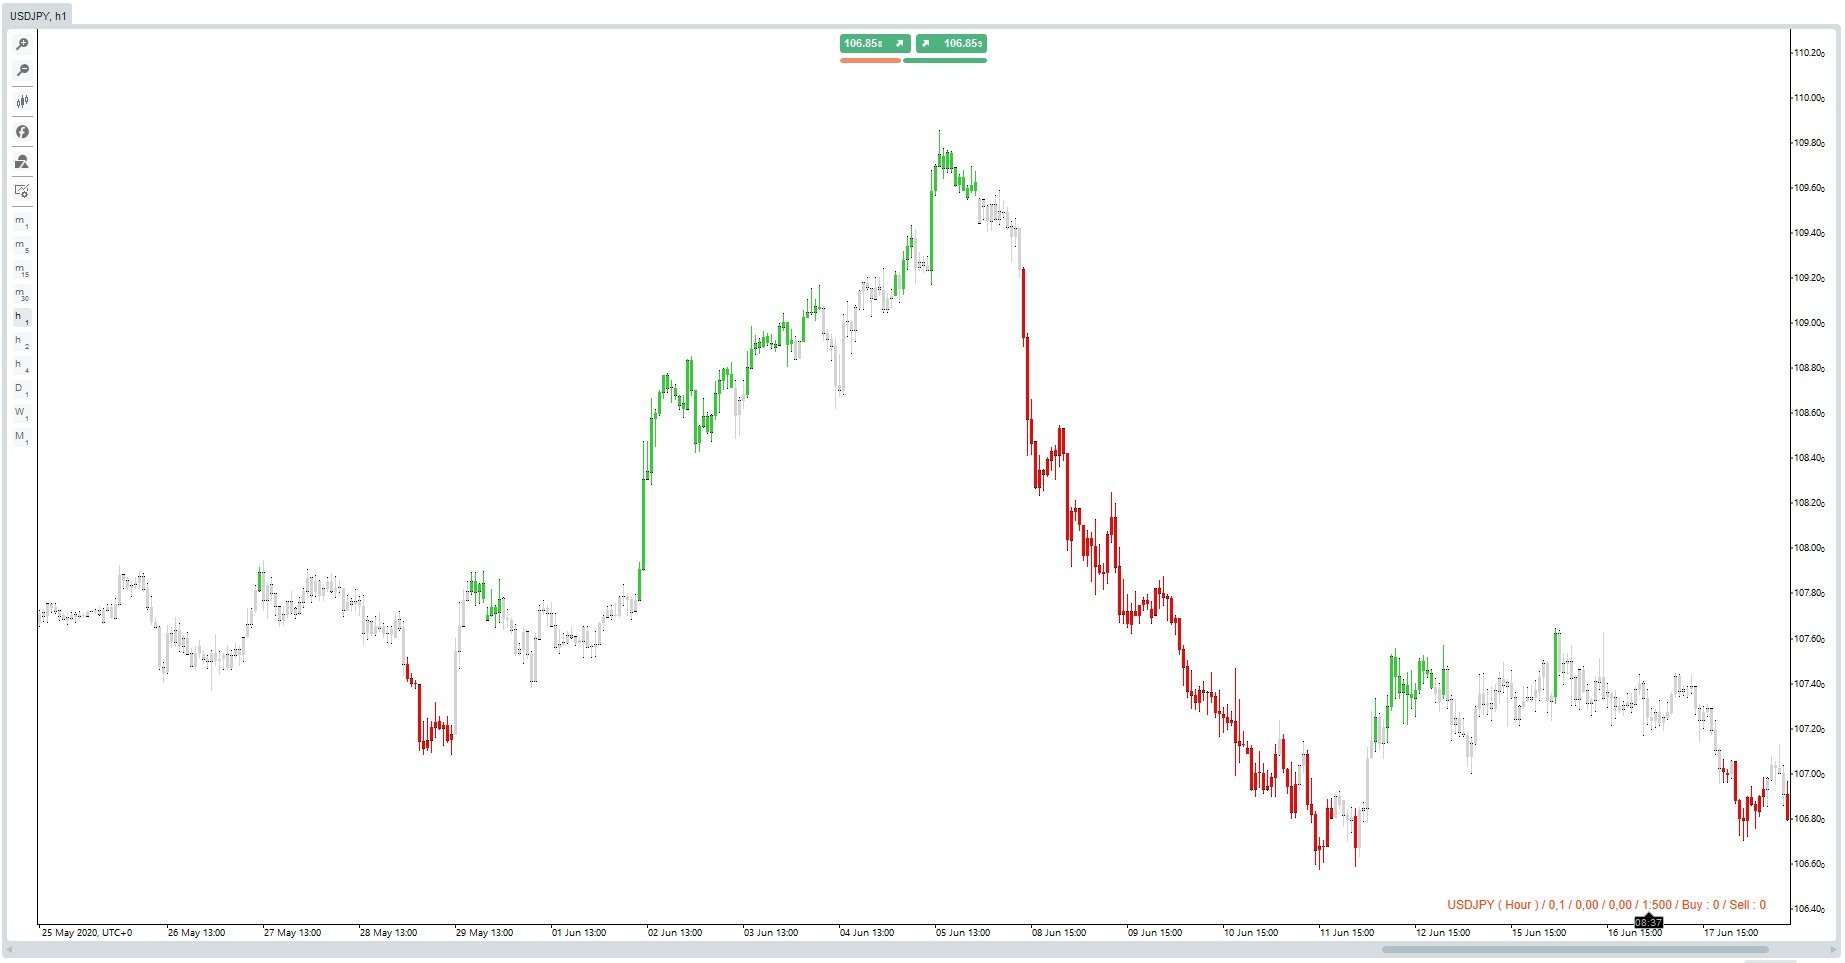 USDJPY, h1
106.858
106.859
m1
m5
m15
m30
h1
h2
h4
D1
W1
M1
110.200
110.000
109.800
109.600
109.400
109.200
109.000
108.800
108.600
108.400
108.200
108.000
107.800
107.600
107.400
107.200
107.000
106.800
106.600
106.400
USDJPY ( Hour ) / 0,1 / 0,00 / 0,00 / 1:500 / Buy : 0 / Sell : 0
08:37
25 May 2020, UTC+0 26 May 13:00 27 May 13:00 28 May 13:00 29 May 13:00 01 Jun 13:00 02 Jun 13:00 03 Jun 13:00 04 Jun 13:00 05 Jun 13:00 08 Jun 15:00 09 Jun 15:00 10 Jun 15:00 11 Jun 15:00 12 Jun 15:00 15 Jun 15:00 16 Jun 15:00 17 Jun 15:00